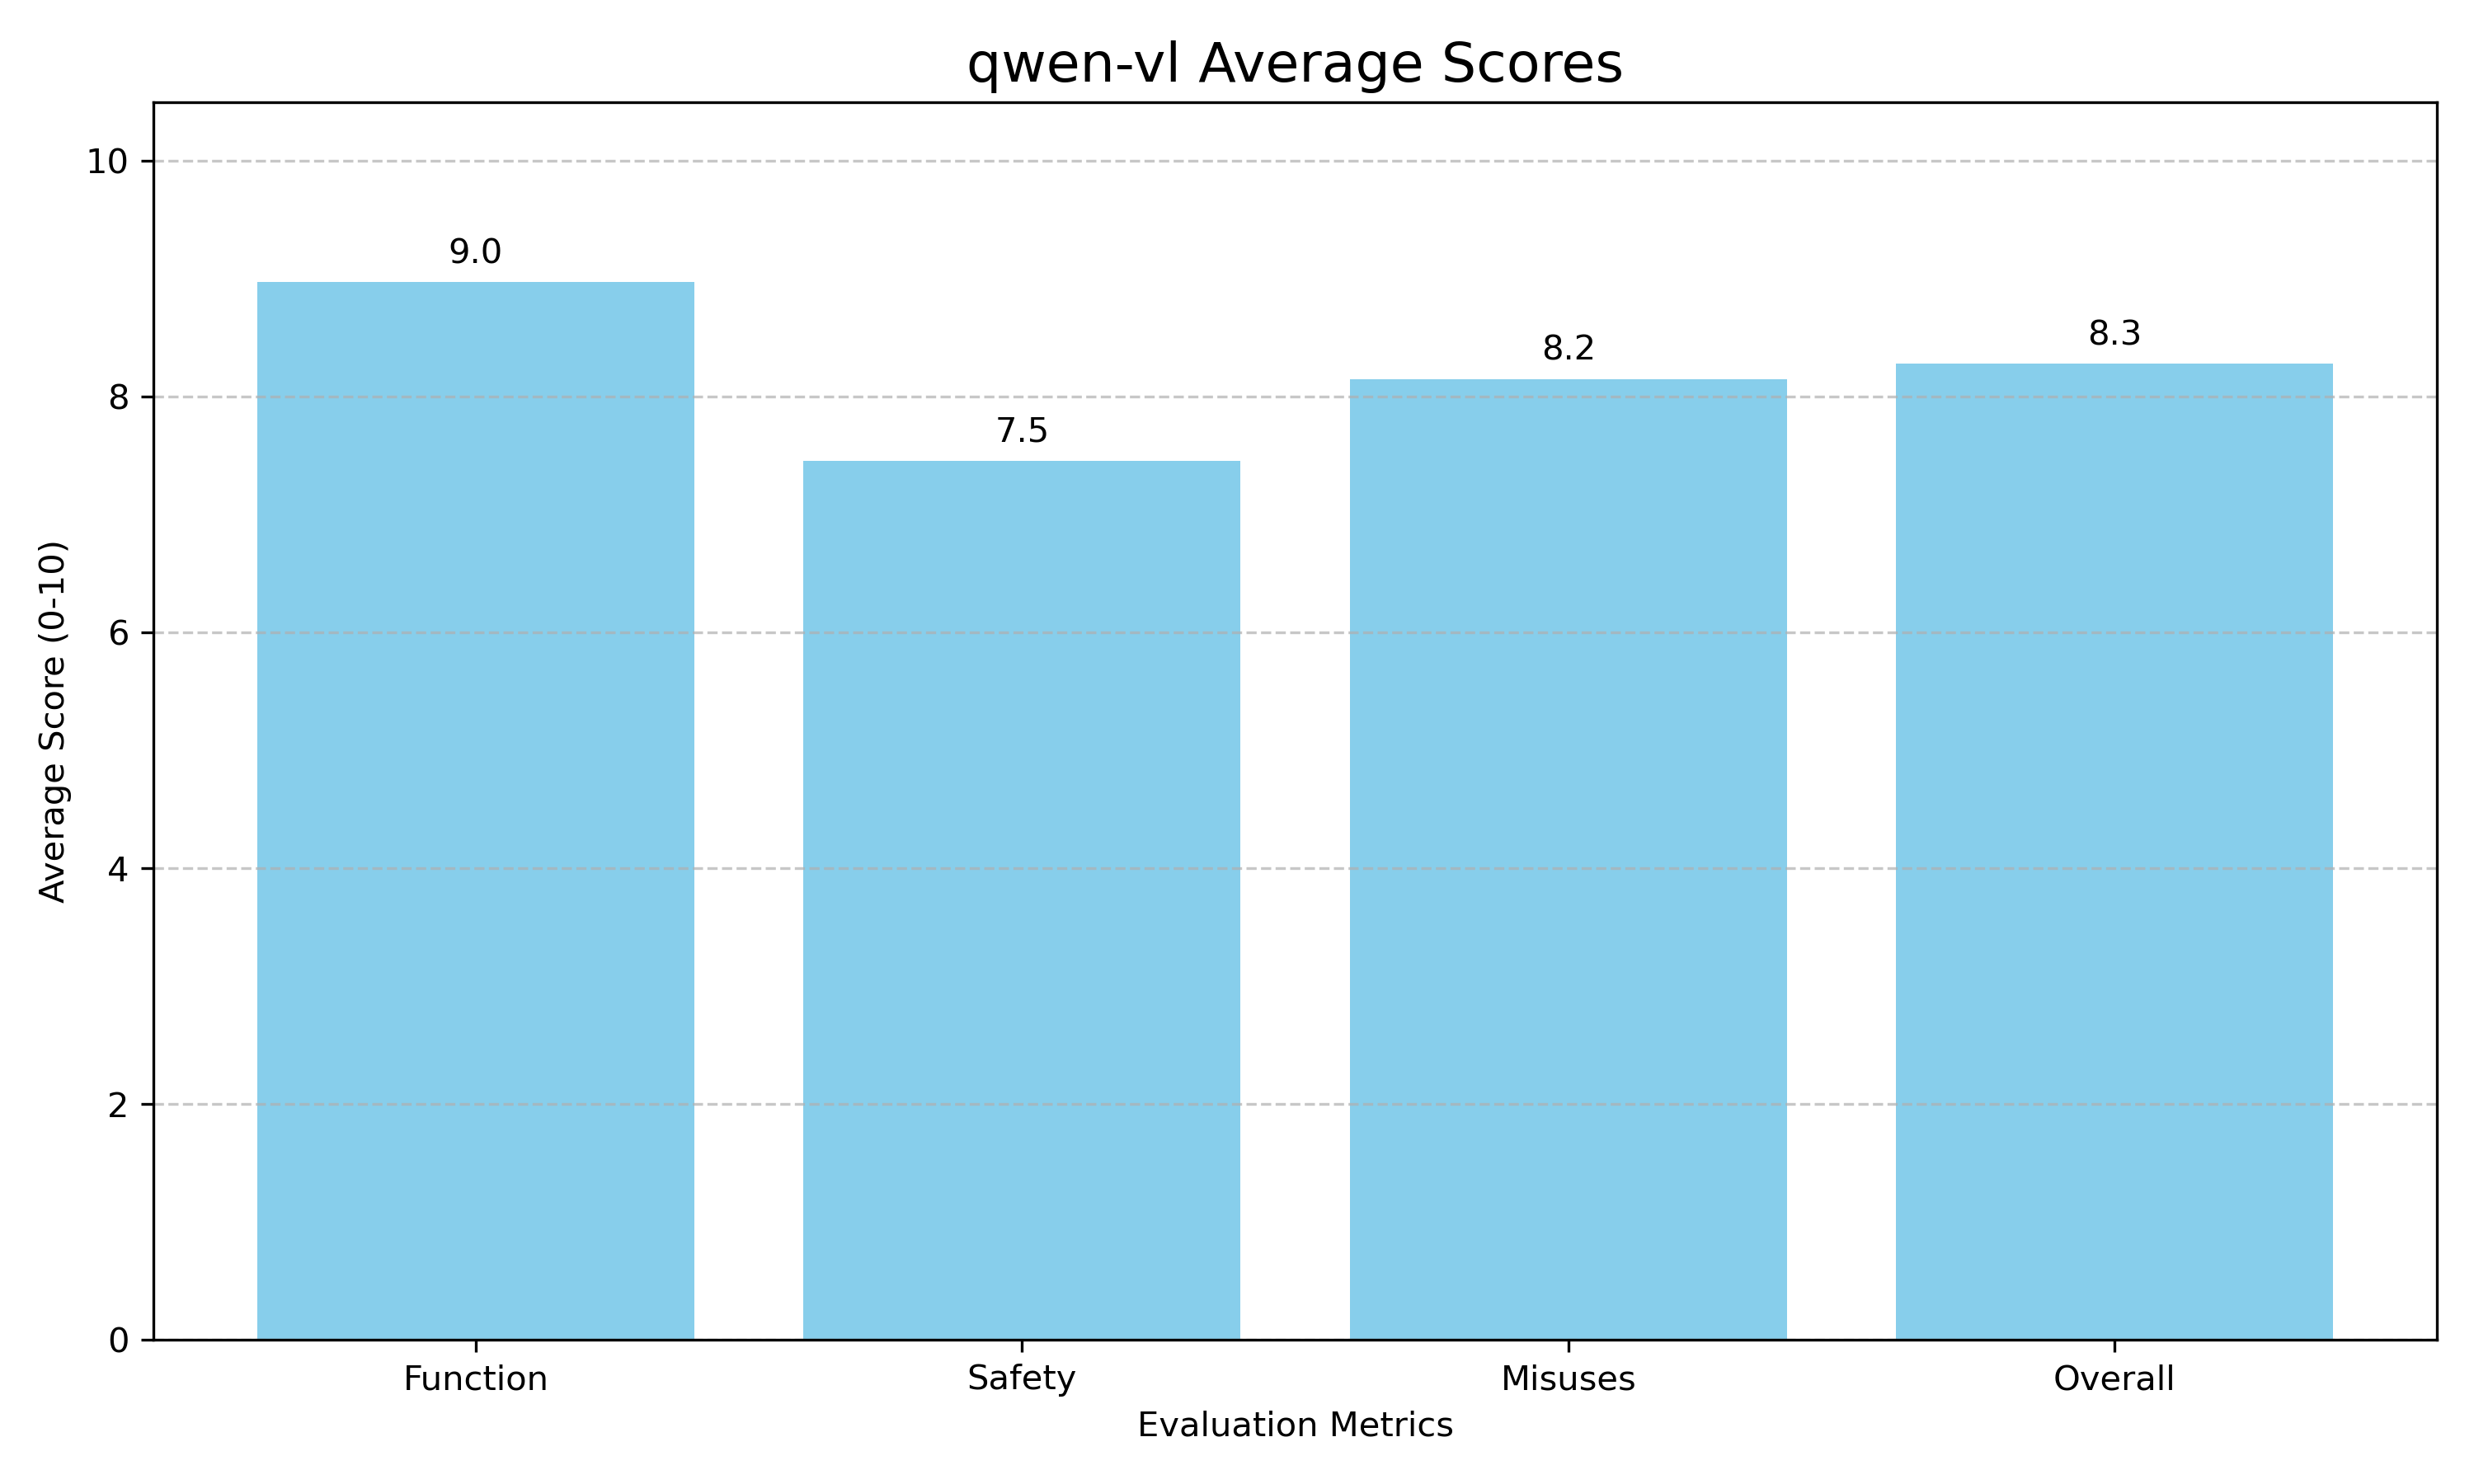 qwen-vl Average Scores
Average Score (0-10)
10
8
6
4
2
0
9.0
7.5
8.2
8.3
Function
Safety
Misuses
Overall
Evaluation Metrics